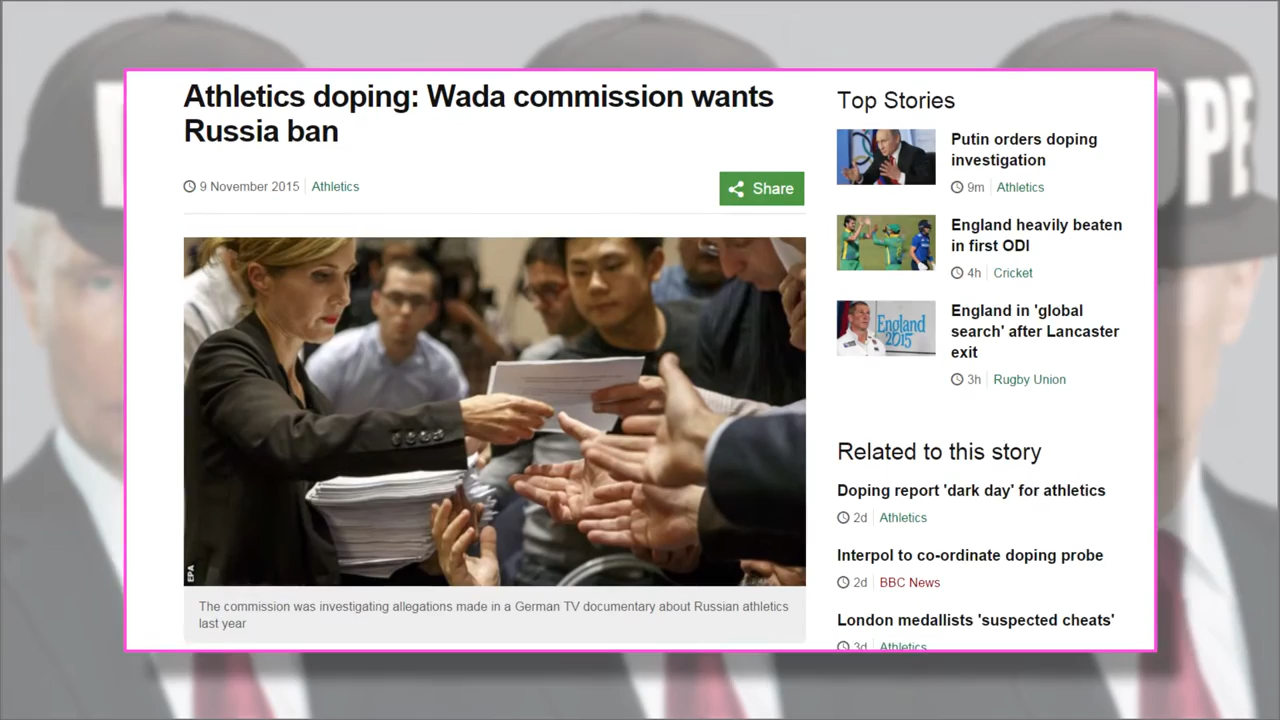 Athletics doping: Wada commission wants
Russia ban
9 November 2015
Athletics
Share
EPA
The commission was investigating allegations made in a German TV documentary about Russian athletics
last year
Top Stories
Putin orders doping
investigation
9m
Athletics
England heavily beaten
in first ODI
4h
Cricket
England
2015
England in 'global
search' after Lancaster
exit
3h
Rugby Union
Related to this story
Doping report 'dark day' for athletics
2d
Athletics
Interpol to co-ordinate doping probe
2d
BBC News
London medallists 'suspected cheats'
3d
Athletics
OPE